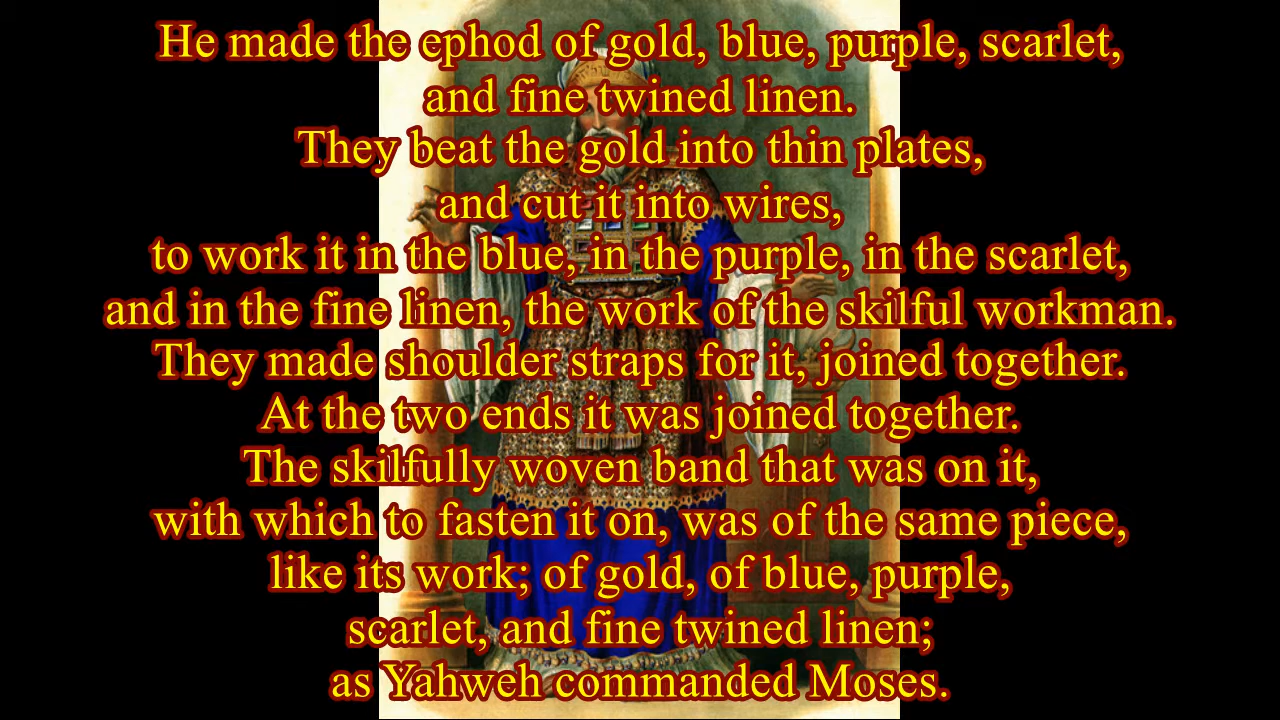 He made the ephod of gold, blue, purple, scarlet,
and fine twined linen.
They beat the gold into thin plates,
and cut it into wires,
to work it in the blue, in the purple, in the scarlet,
and in the fine linen, the work of the skilful workman.
They made shoulder straps for it, joined together.
At the two ends it was joined together.
The skilfully woven band that was on it,
with which to fasten it on, was of the same piece,
like its work; of gold, of blue, purple,
scarlet, and fine twined linen;
as Yahweh commanded Moses.